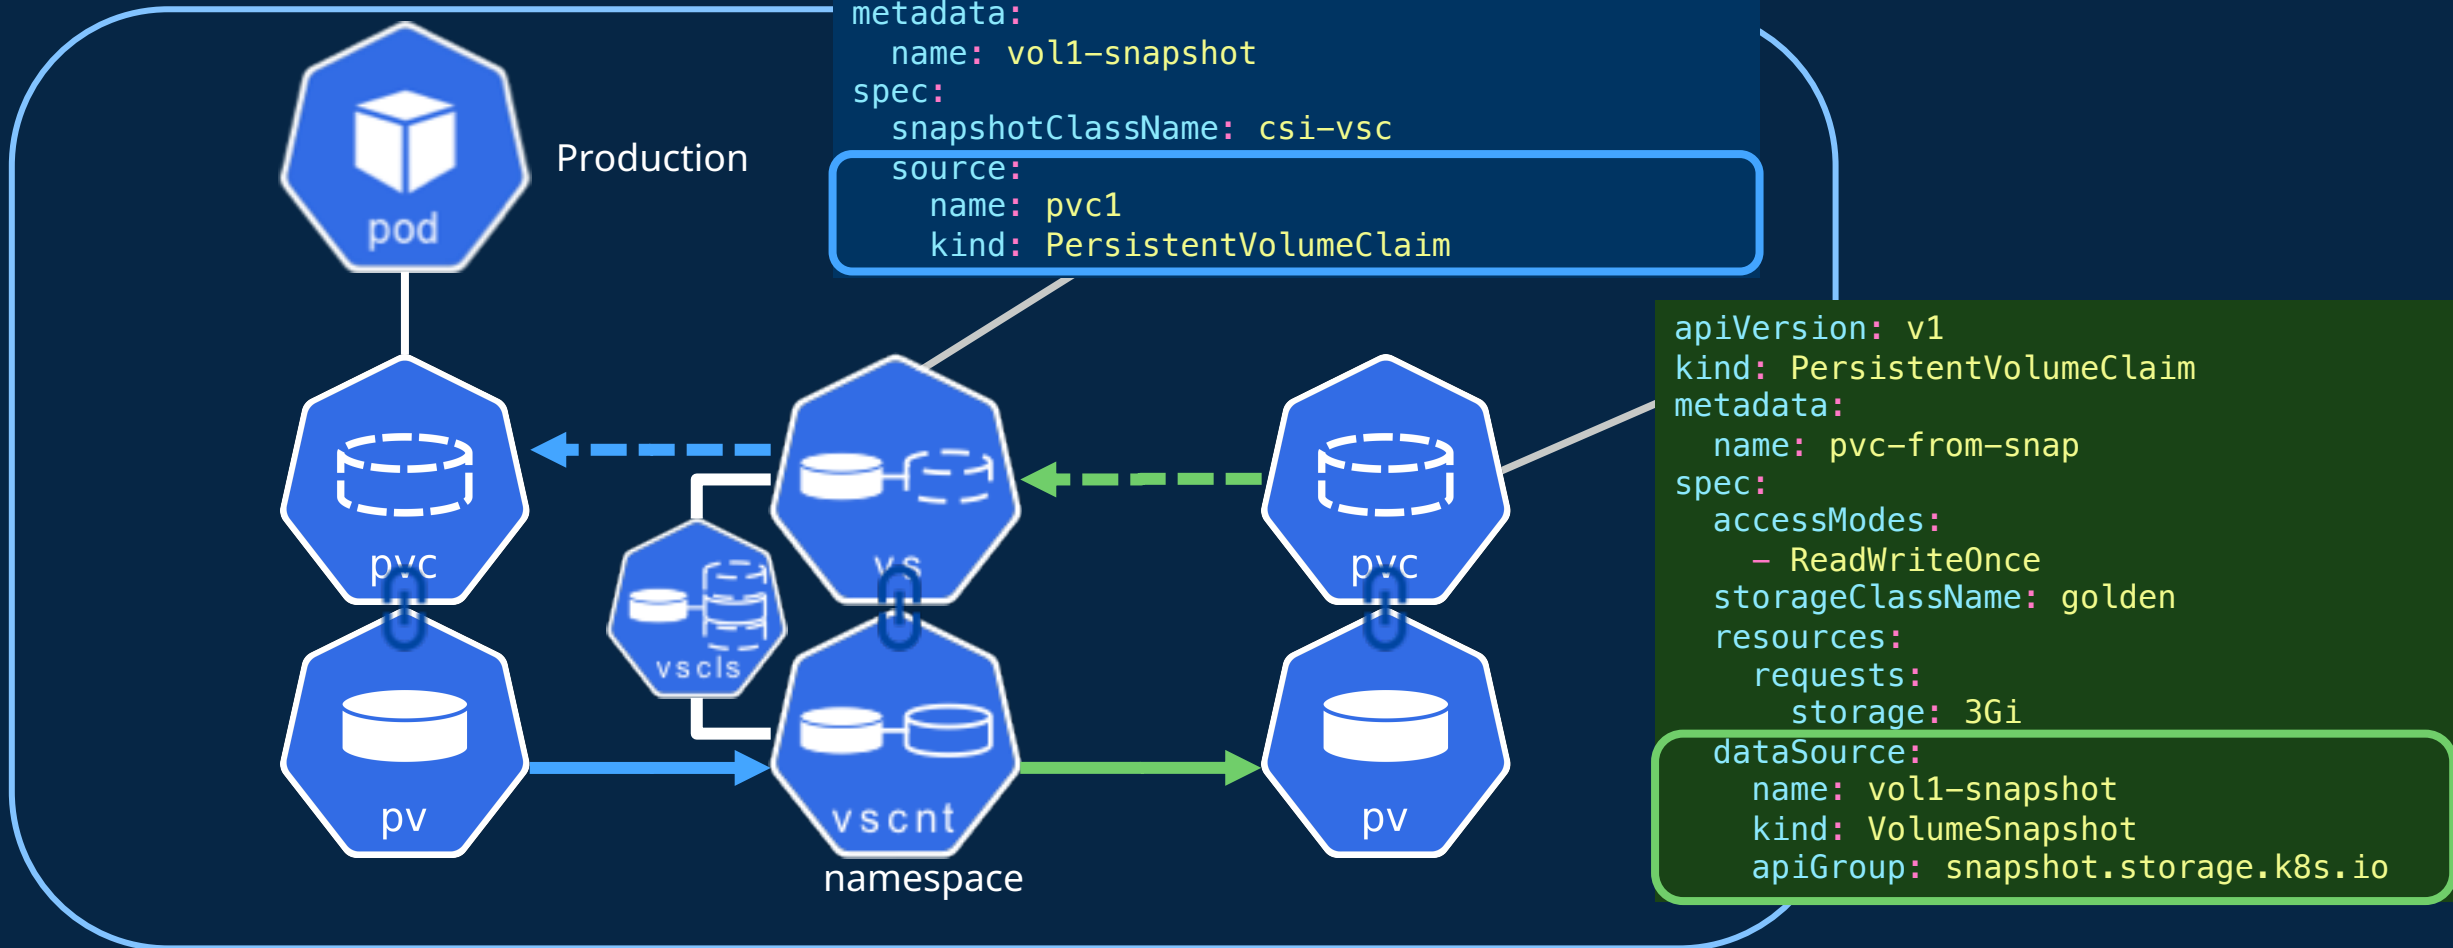 metadata:
name: vol1-snapshot
spec:
snapshotClassName: csi-vsc
source:
name: pvc1
kind: PersistentVolumeClaim
pod
Production
apiVersion: v1
kind: PersistentVolumeClaim
metadata:
name: pvc-from-snap
spec:
accessModes:
- ReadWriteOnce
storageClassName: golden
resources:
requests:
storage: 3Gi
dataSource:
name: vol1-snapshot
kind: VolumeSnapshot
apiGroup: snapshot.storage.k8s.io
pvc
vs
pvc
vscls
pv
vscnt
pv
namespace